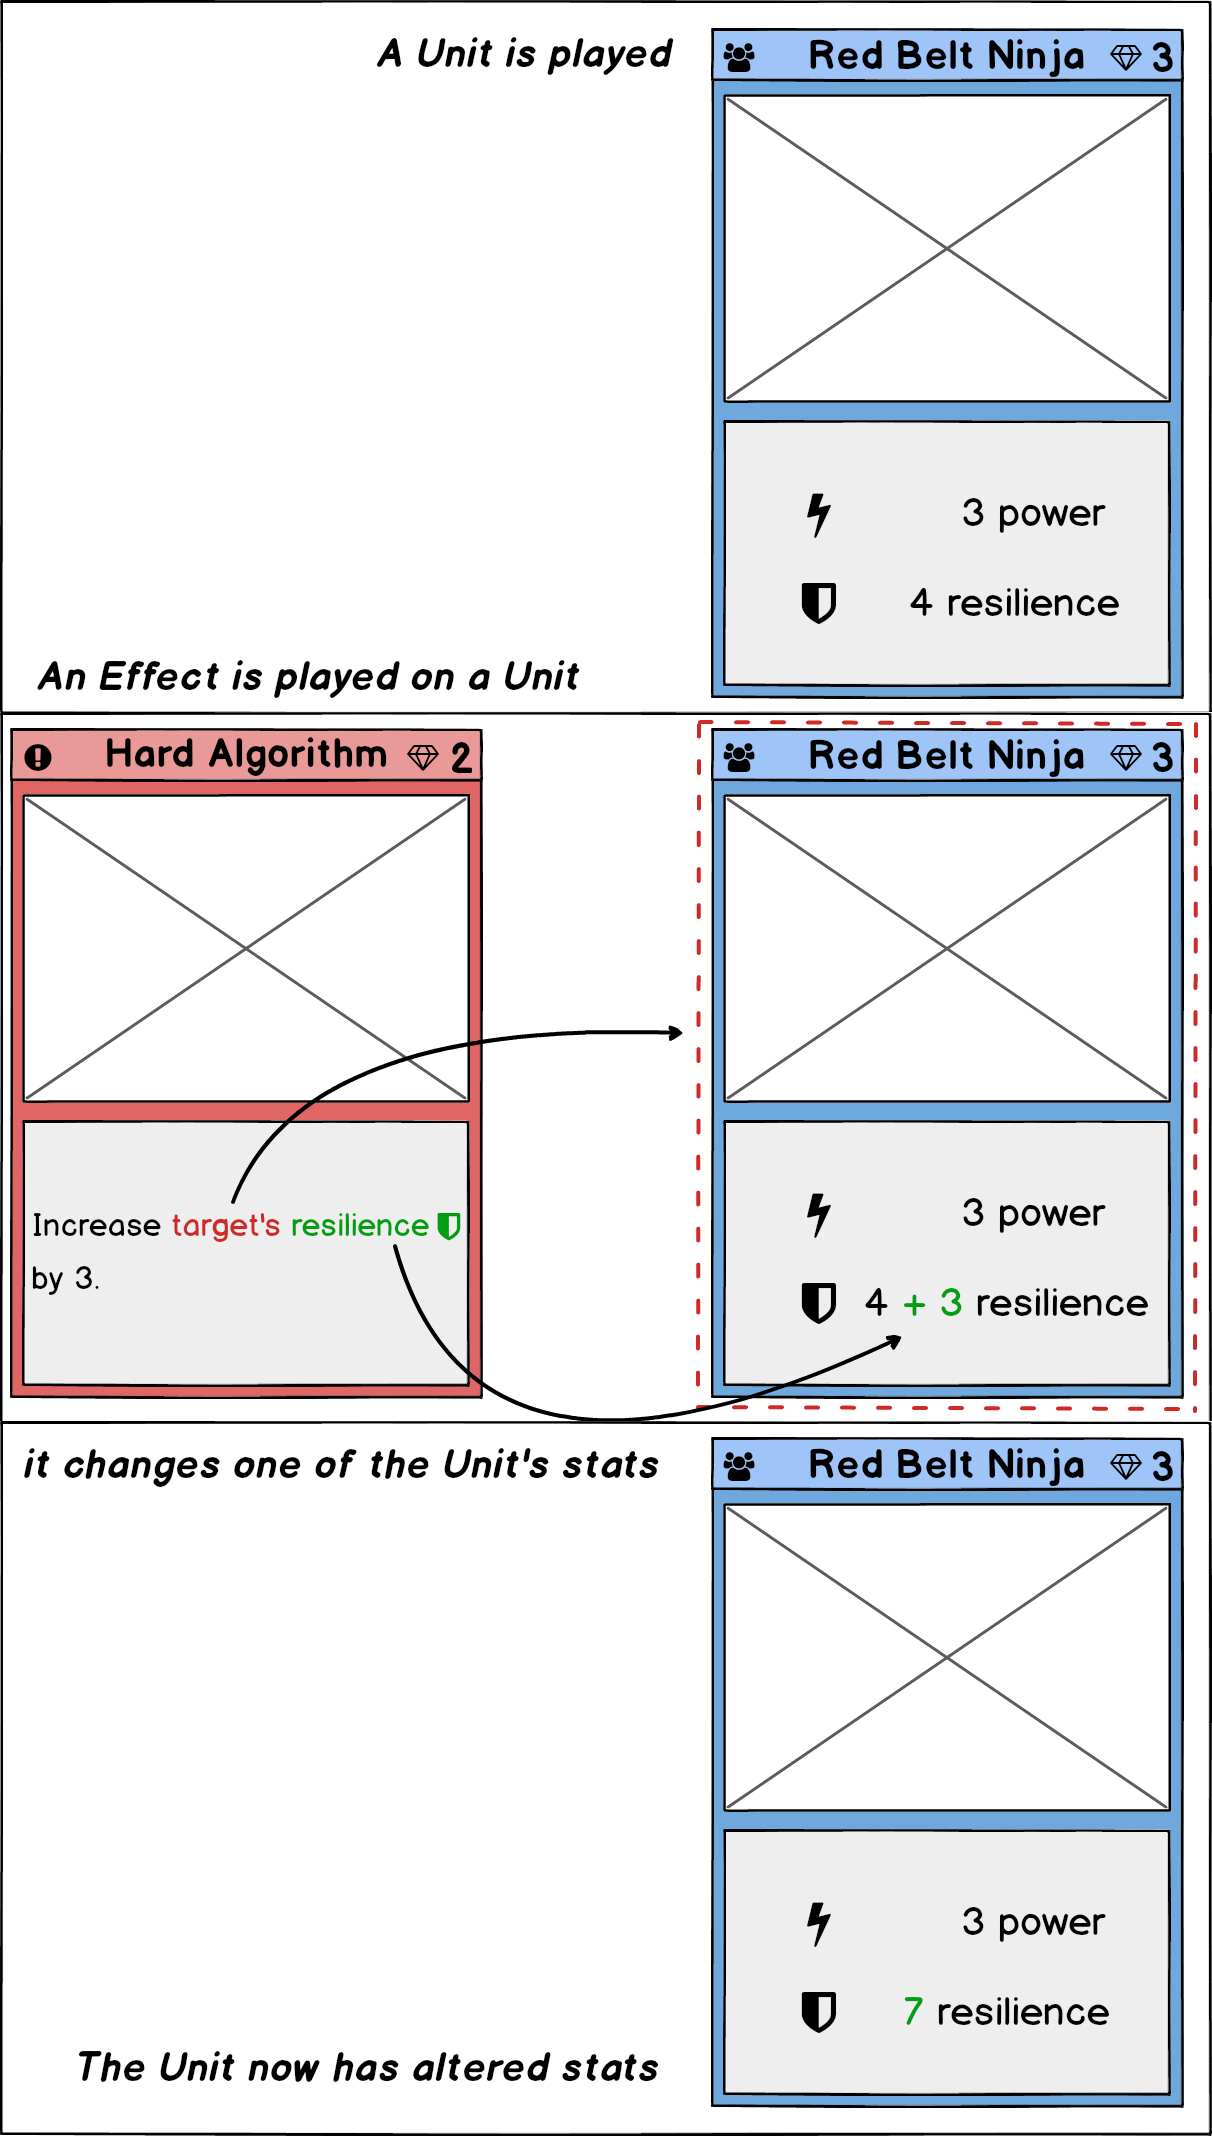 A Unit is played
Red Belt Ninja 3
3 power
4 resilience
An Effect is played on a Unit
Hard Algorithm 2
Increase target's resilience
by 3.
Red Belt Ninja 3
3 power
4 + 3 resilience
it changes one of the Unit's stats
Red Belt Ninja 3
3 power
7 resilience
The Unit now has altered stats